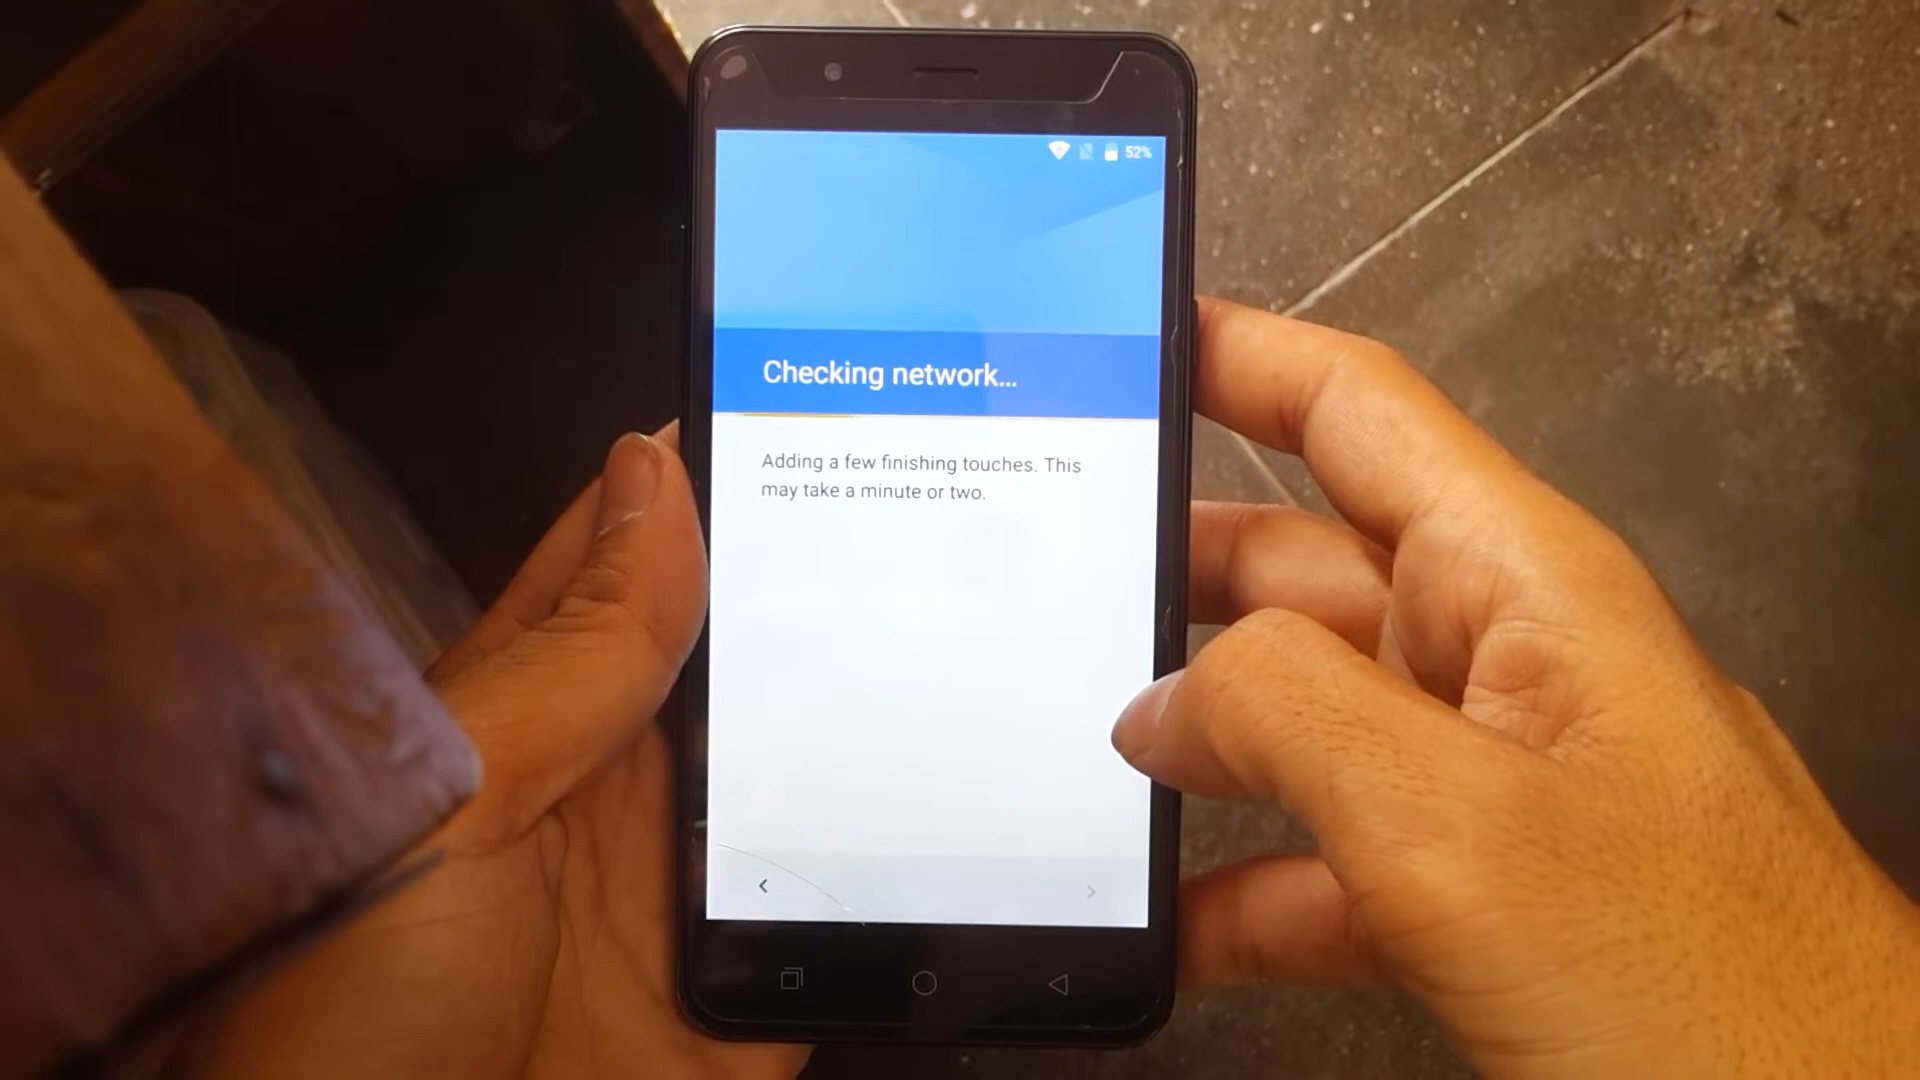 52%
Checking network...
Adding a few finishing touches. This
may take a minute or two.